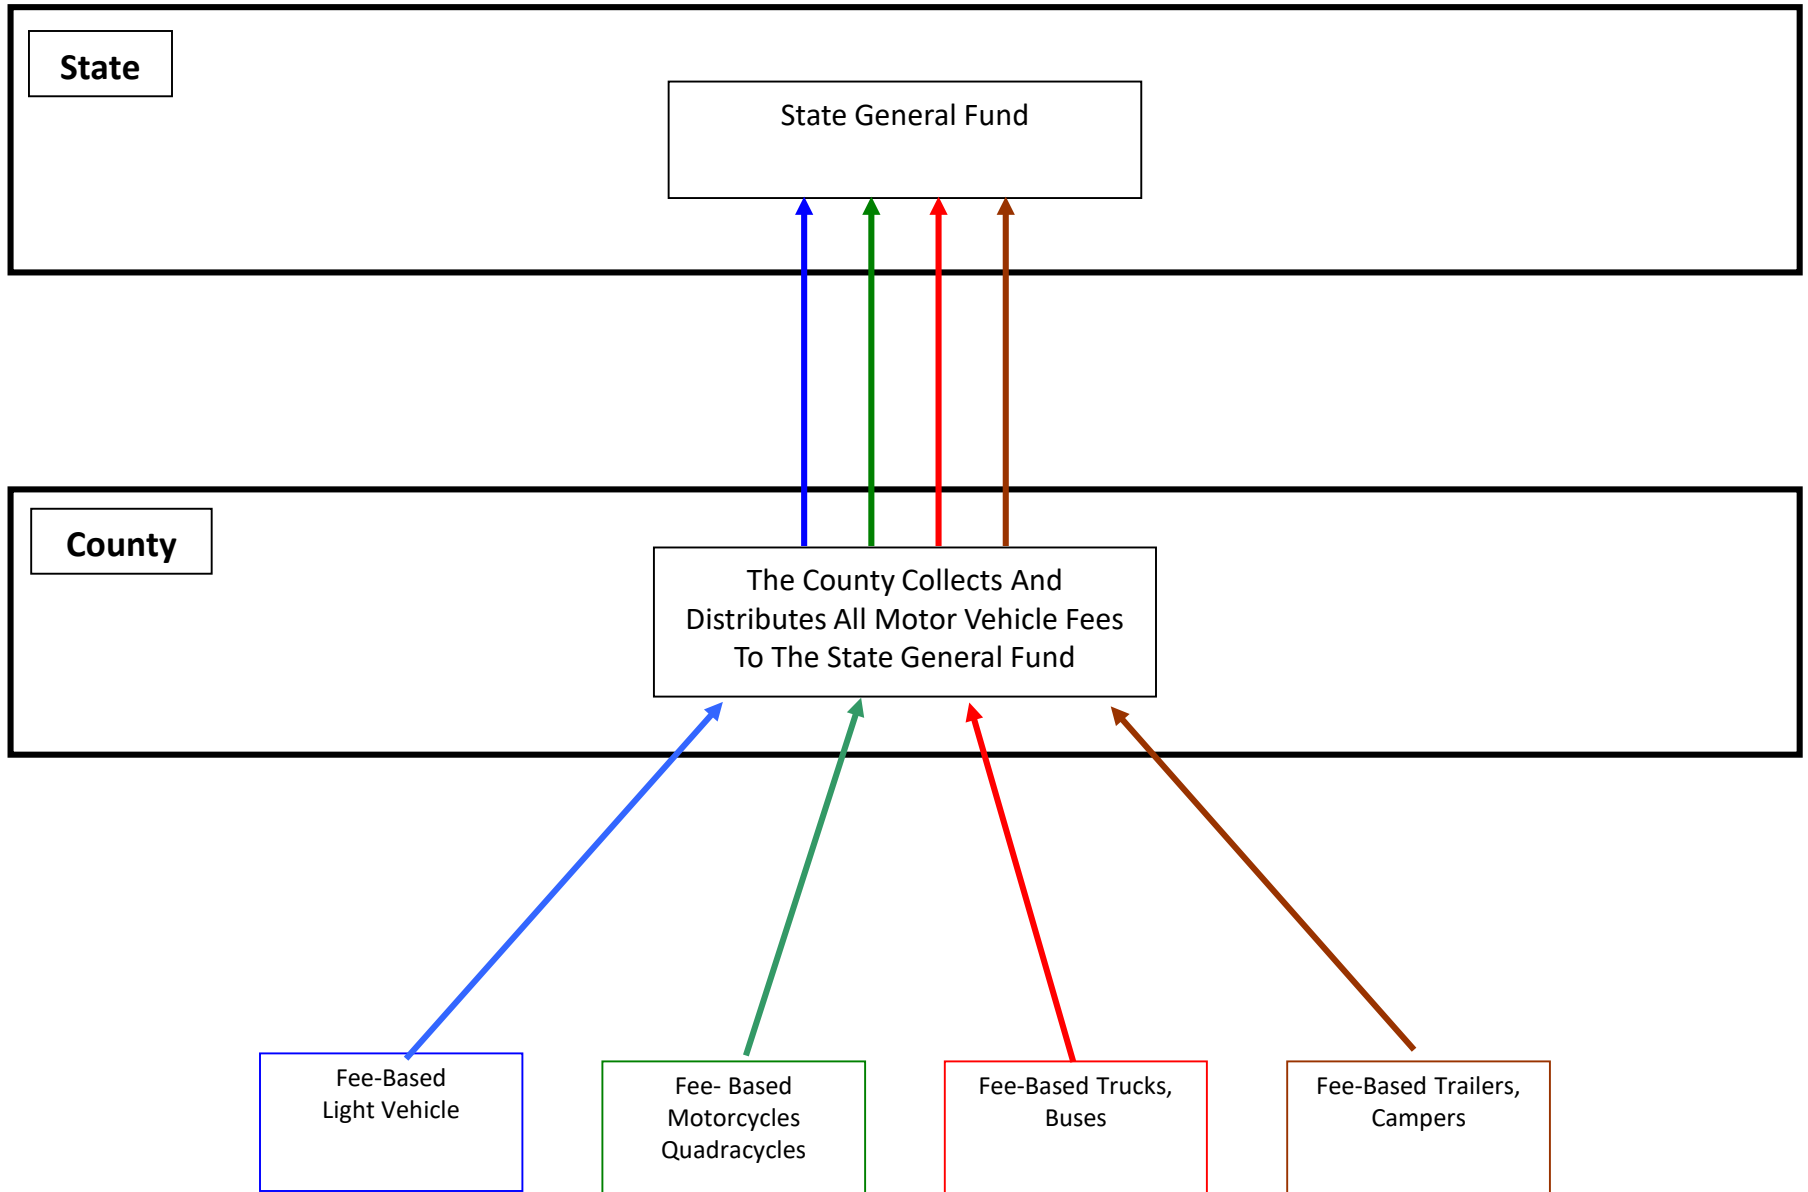 State
State General Fund
County
The County Collects And
Distributes All Motor Vehicle Fees
To The State General Fund
Fee-Based
Light Vehicle
Fee- Based
Motorcycles
Quadracycles
Fee-Based Trucks,
Buses
Fee-Based Trailers,
Campers